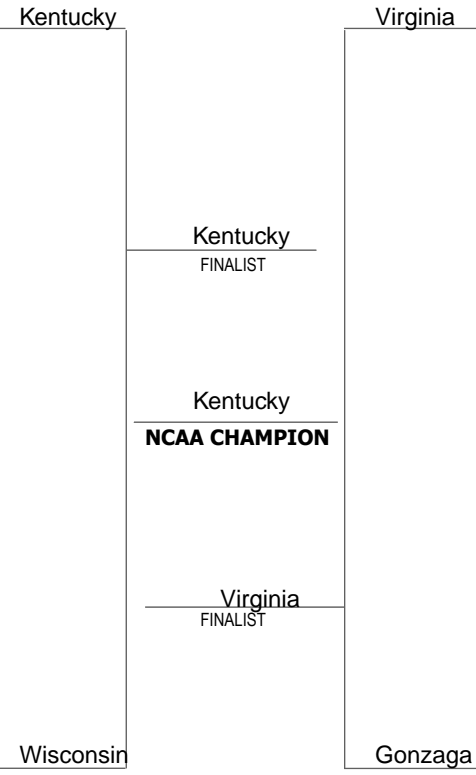 Kentucky
Virginia
Kentucky
FINALIST
Kentucky
NCAA CHAMPION
Virginia
FINALIST
Wisconsin
Gonzaga